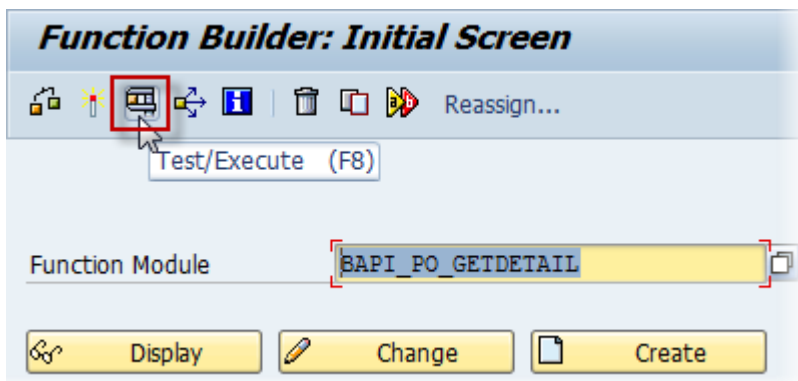 Function Builder: Initial Screen
Reassign...
Test/Execute (F8)
Function Module BAPI_PO_GETDETAIL
Display Change Create